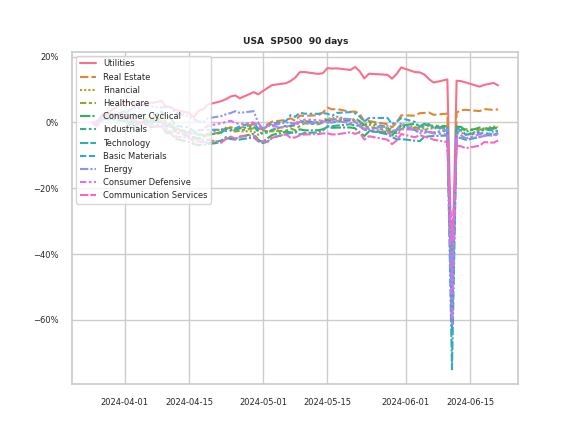 USA  SP500  90 days
20%
0%
−20%
−40%
−60%
Utilities
Real Estate
Financial
Healthcare
Consumer Cyclical
Industrials
Technology
Basic Materials
Energy
Consumer Defensive
Communication Services
2024-04-01
2024-04-15
2024-05-01
2024-05-15
2024-06-01
2024-06-15